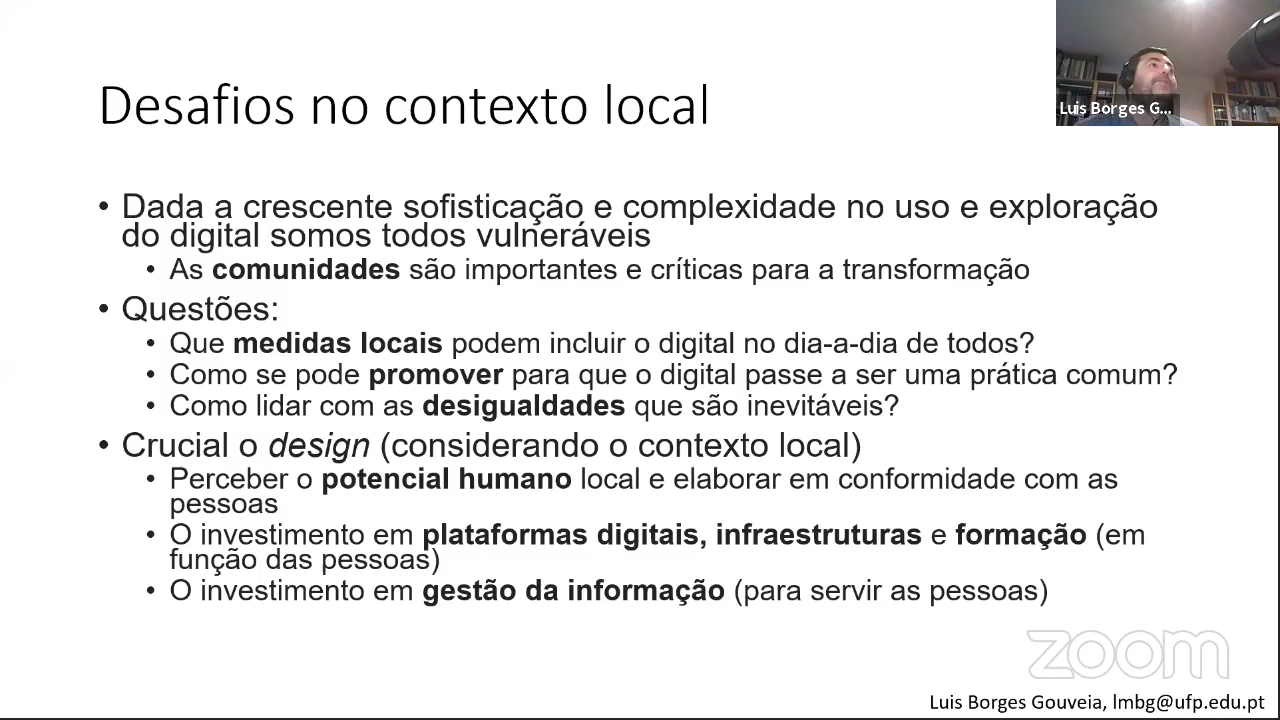 Luis Borges G...
Desafios no contexto local
• Dada a crescente sofisticação e complexidade no uso e exploração
do digital somos todos vulneráveis
• As comunidades são importantes e críticas para a transformação
• Questões:
• Que medidas locais podem incluir o digital no dia-a-dia de todos?
• Como se pode promover para que o digital passe a ser uma prática comum?
• Como lidar com as desigualdades que são inevitáveis?
• Crucial o design (considerando o contexto local)
• Perceber o potencial humano local e elaborar em conformidade com as
pessoas
• O investimento em plataformas digitais, infraestruturas e formação (em
função das pessoas)
• O investimento em gestão da informação (para servir as pessoas)
zoom
Luis Borges Gouveia, lmbg@ufp.edu.pt